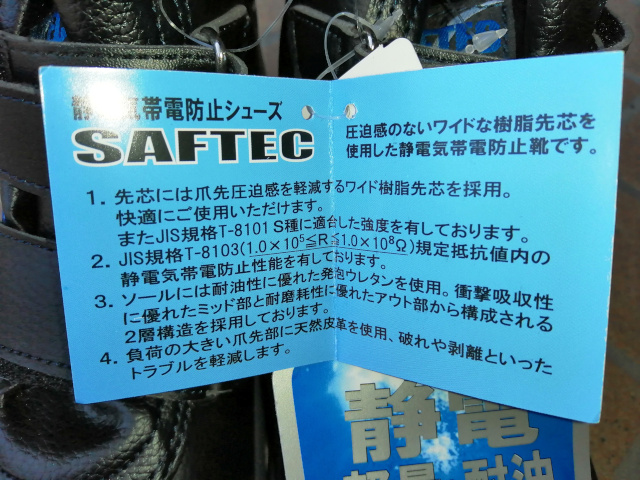 静電気帯電防止シューズ
SAFTEC
圧迫感のないワイドな樹脂先芯を
使用した静電気帯電防止靴です。
1. 先芯には爪先圧迫感を軽減するワイド樹脂先芯を採用。
快適にご使用いただけます。
またJIS規格T-8101 S種に適合した強度を有しております。
2. JIS規格T-8103(1.0×10⁵≦R≦1.0×10⁸Ω)規定抵抗値内の
静電気帯電防止性能を有しております。
3. ソールには耐油性に優れた発泡ウレタンを使用。衝撃吸収性
に優れたミッド部と耐磨耗性に優れたアウト部から構成される
2層構造を採用しております。
4. 負荷の大きい爪先部に天然皮革を使用、破れや剥離といった
トラブルを軽減します。
静電
耐油